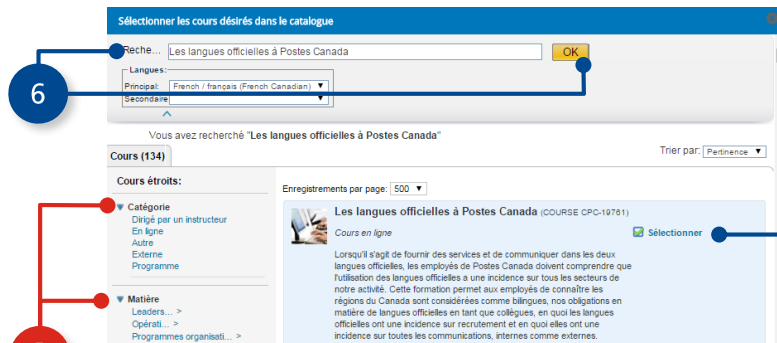 Sélectionner les cours désirés dans le catalogue
Reche... Les langues officielles à Postes Canada OK
Langues:
Principal: French / français (French Canadian)
Secondaire
6
Vous avez recherché "Les langues officielles à Postes Canada"
Cours (134)
Trier par: Pertinence
Cours étroits:
Enregistrements par page: 500
Catégorie
Dirigé par un instructeur
En ligne
Autre
Externe
Programme
Matière
Leaders... >
Opérati... >
Programmes organisati... >
Les langues officielles à Postes Canada (COURSE CPC-19761)
Cours en ligne
Sélectionner
Lorsqu'il s'agit de fournir des services et de communiquer dans les deux
langues officielles, les employés de Postes Canada doivent comprendre que
l'utilisation des langues officielles a une incidence sur tous les secteurs de
notre activité. Cette formation permet aux employés de connaître les
régions du Canada sont considérées comme bilingues, nos obligations en
matière de langues officielles en tant que collègues, en quoi les langues
officielles ont une incidence sur recrutement et en quoi elles ont une
incidence sur toutes les communications, internes comme externes.